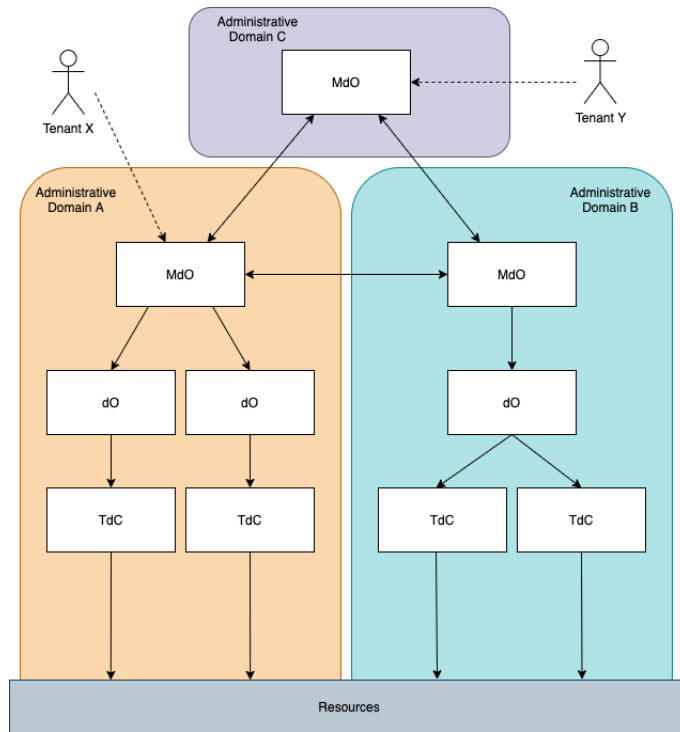 Administrative
Domain C
MdO
Tenant X
Tenant Y
Administrative
Domain A
Administrative
Domain B
MdO
MdO
dO
dO
dO
TdC
TdC
TdC
TdC
Resources